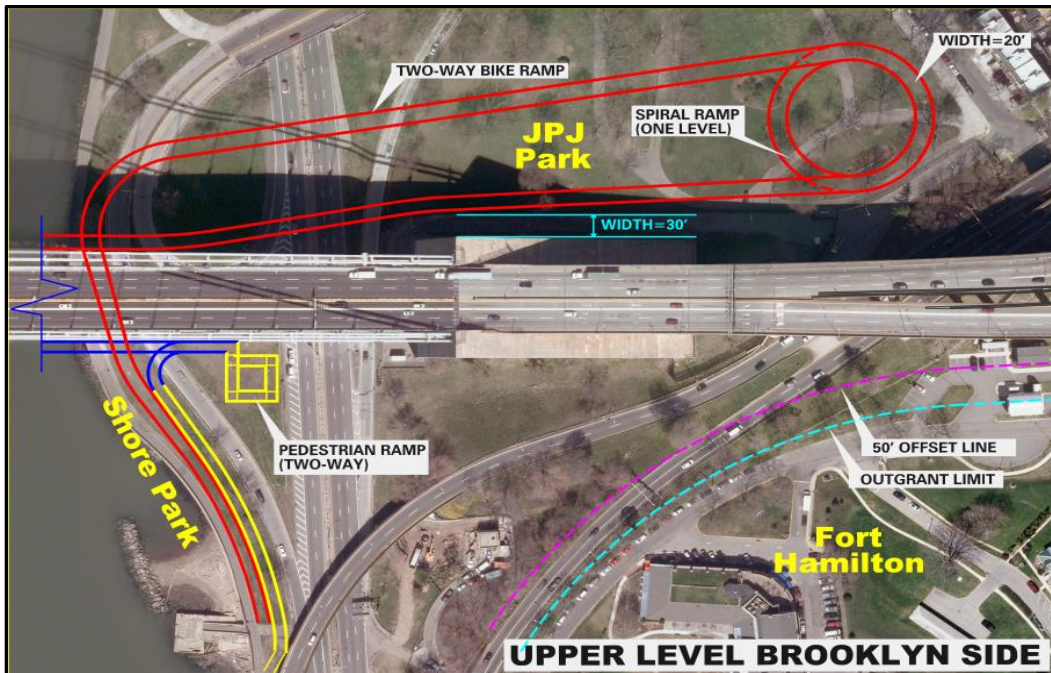 WIDTH=20'
TWO-WAY BIKE RAMP
SPIRAL RAMP
(ONE LEVEL)
JPJ
Park
WIDTH=30'
Shore Park
PEDESTRIAN RAMP
(TWO-WAY)
50' OFFSET LINE
OUTGRANT LIMIT
Fort
Hamilton
UPPER LEVEL BROOKLYN SIDE